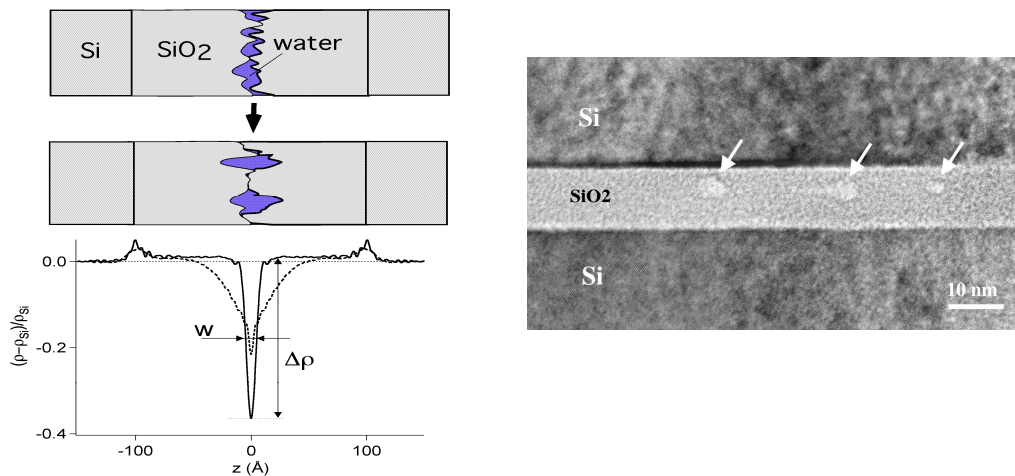 Si
SiO2
water
0.0
-0.2
-0.4
(ρ-ρSi)/ρSi
w
Δρ
-100
0
100
z (Å)
Si
SiO2
Si
10 nm